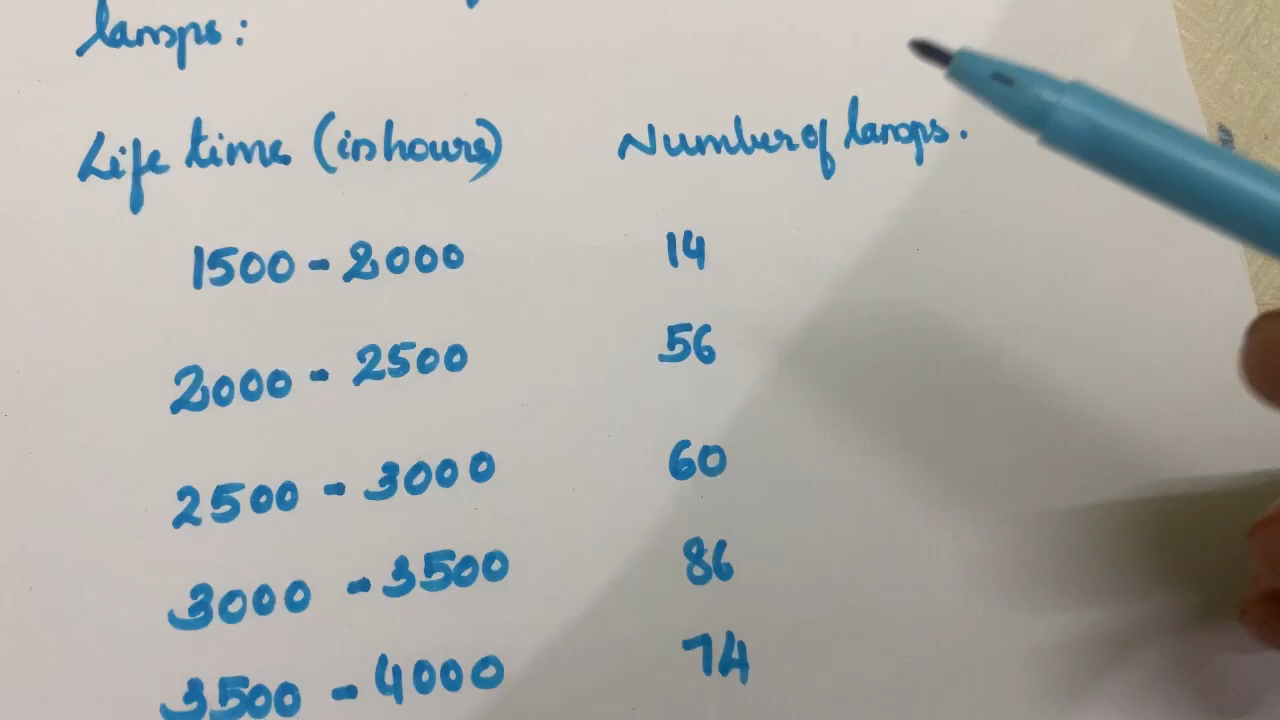 lamps:
Life time (in hours) Number of lamps.
1500 - 2000 14
2000 - 2500 56
2500 - 3000 60
3000 - 3500 86
3500 - 4000 74